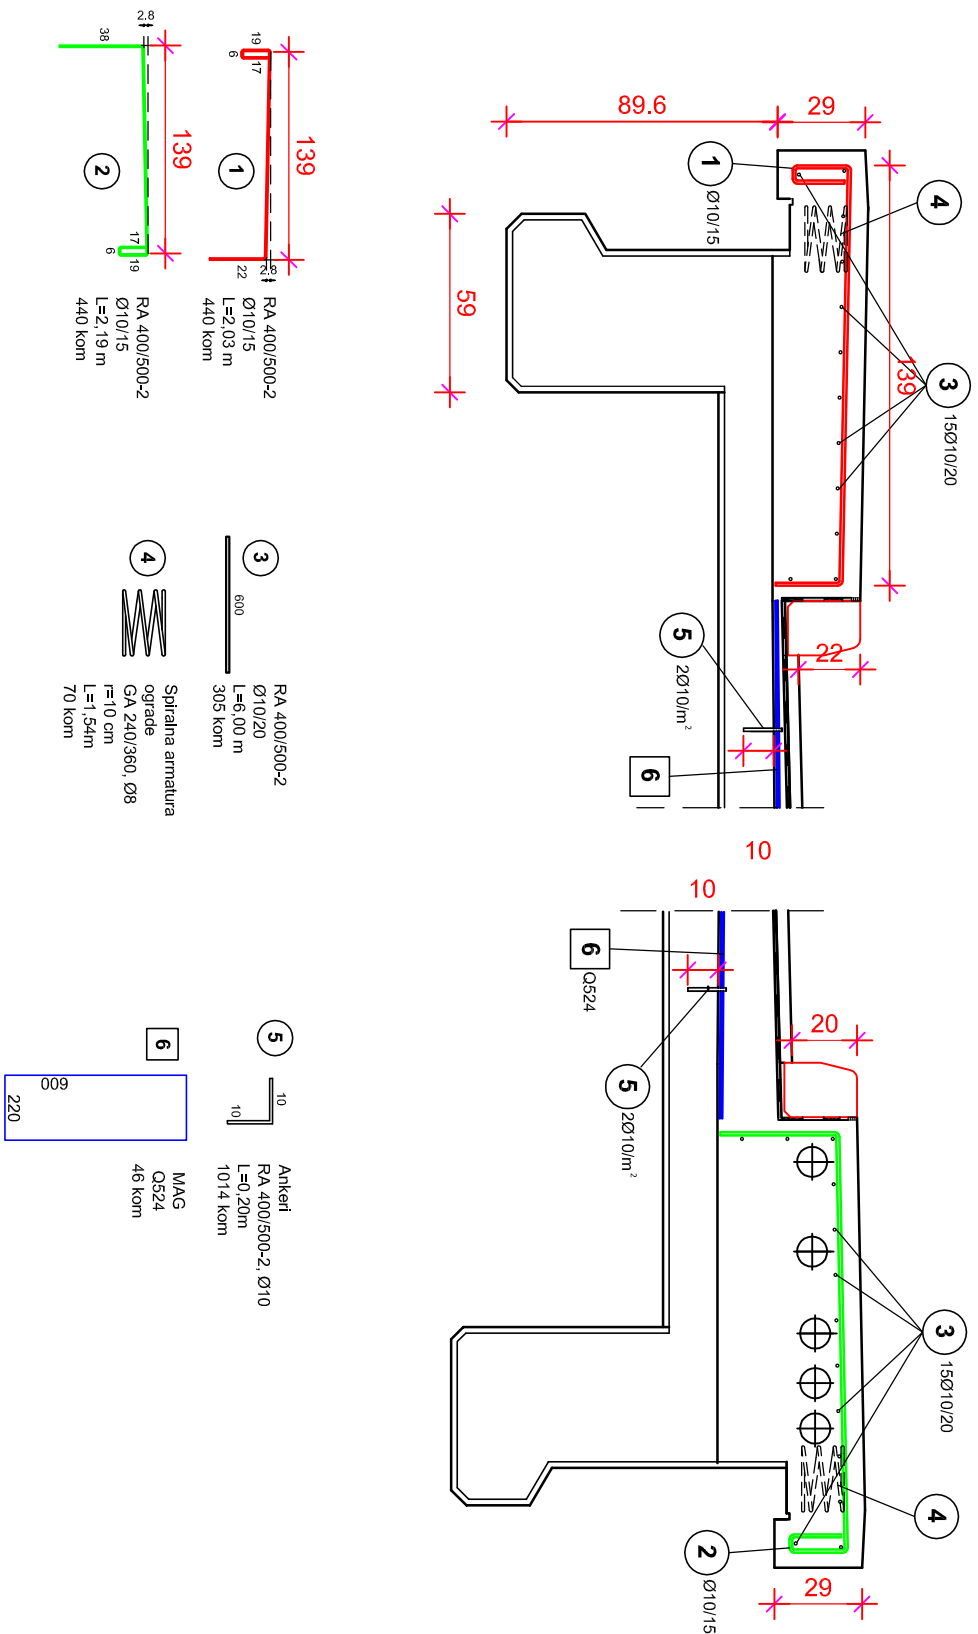 89.6
29
1
Ø10/15
4
3
15Ø10/20
139
59
22
5
2Ø10/m²
6
10
10
6
Q524
5
2Ø10/m²
20
3
15Ø10/20
4
2
Ø10/15
29
139
19
17
6
2.8
22
1
RA 400/500-2
Ø10/15
L=2,03 m
440 kom
139
2.8
38
17
19
6
2
RA 400/500-2
Ø10/15
L=2,19 m
440 kom
3
600
RA 400/500-2
Ø10/20
L=6,00 m
305 kom
4
Spiralna armatura
ograde
GA 240/360, Ø8
r=10 cm
L=1,54m
70 kom
5
10
10
Ankeri
RA 400/500-2, Ø10
L=0,20m
1014 kom
6
600
220
MAG
Q524
46 kom